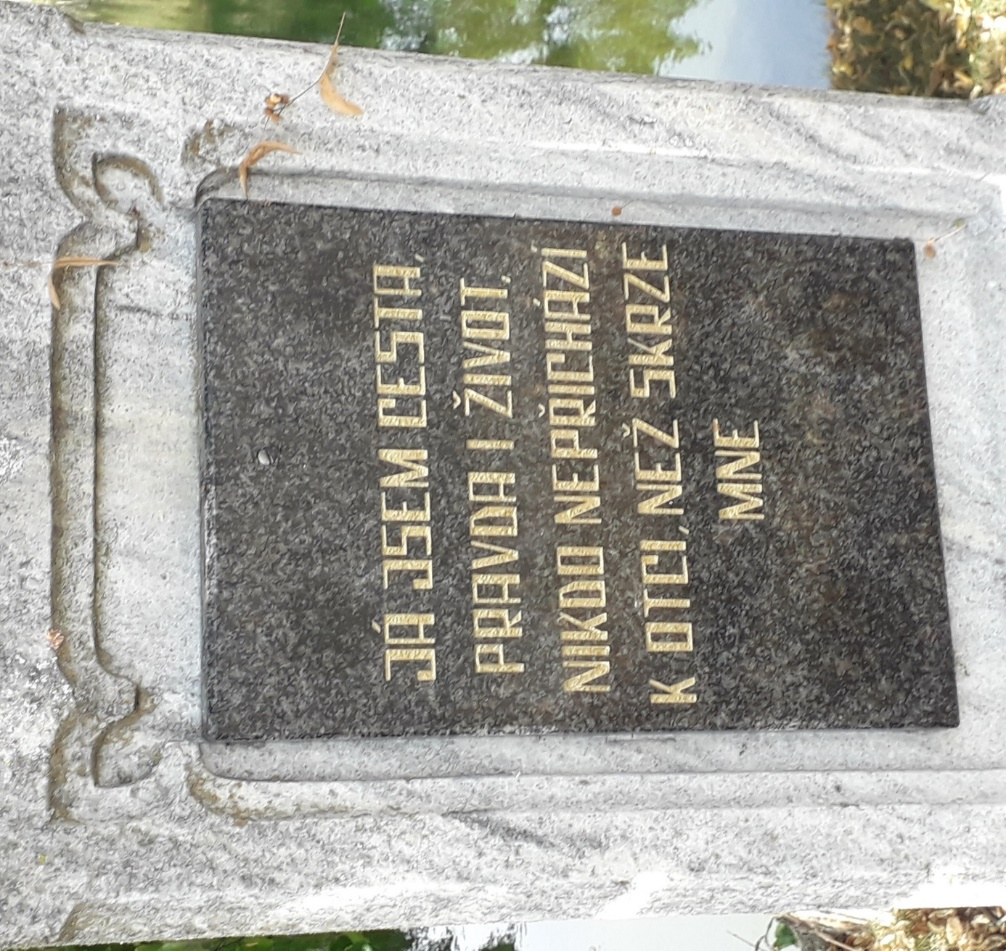 JÁ JSEM CESTA,
PRAVDA I ŽIVOT,
NIKDO NEPŘICHÁZÍ
K OTCI, NEŽ SKRZE
MNE